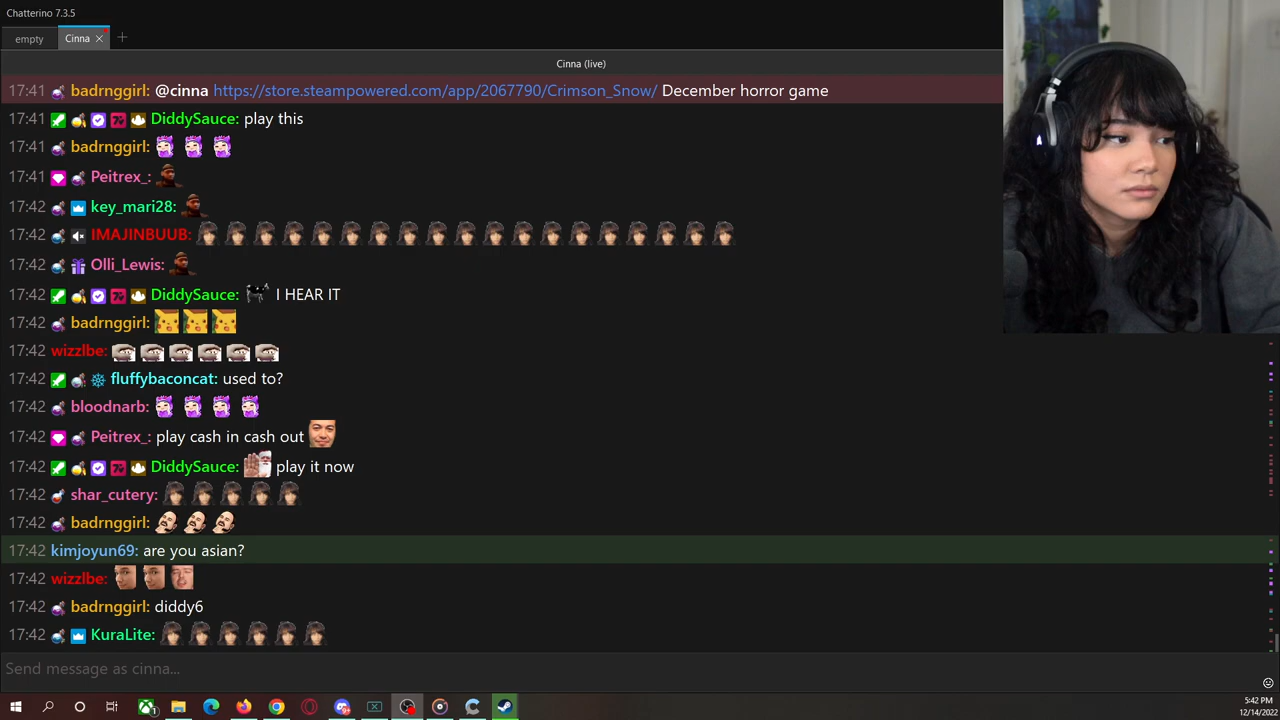 Chatterino 7.3.5
empty
Cinna
Cinna (live)
17:41 badrnggirl: @cinna https://store.steampowered.com/app/2067790/Crimson_Snow/ December horror game
17:41 DiddySauce: play this
17:41 badrnggirl:
17:41 Peitrex_:
17:42 key_mari28:
17:42 IMAJINBUUB:
17:42 Olli_Lewis:
17:42 DiddySauce: I HEAR IT
17:42 badrnggirl:
17:42 wizzlbe:
17:42 fluffybaconcat: used to?
17:42 bloodnarb:
17:42 Peitrex_: play cash in cash out
17:42 DiddySauce: play it now
17:42 shar_cutery:
17:42 badrnggirl:
17:42 kimjoyun69: are you asian?
17:42 wizzlbe:
17:42 badrnggirl: diddy6
17:42 KuraLite:
Send message as cinna...
5:42 PM
12/14/2022